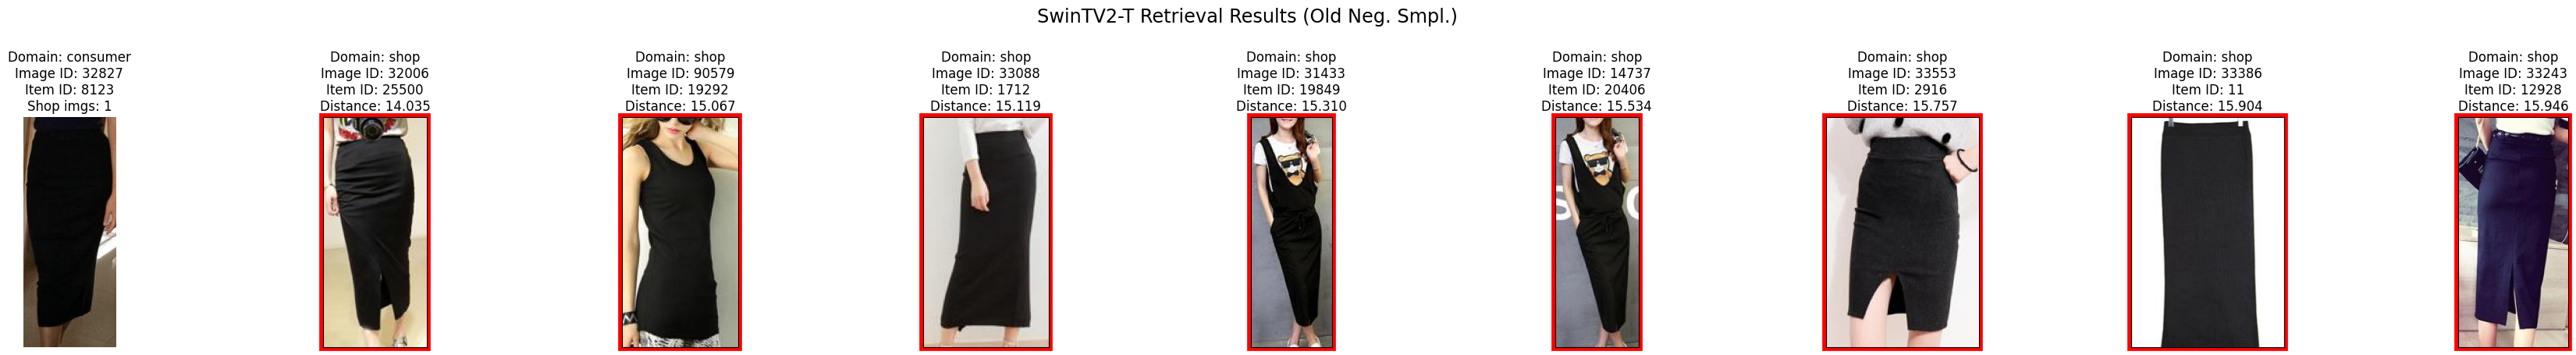 SwinTV2-T Retrieval Results (Old Neg. Smpl.)
Domain: consumer
Image ID: 32827
Item ID: 8123
Shop imgs: 1
Domain: shop
Image ID: 32006
Item ID: 25500
Distance: 14.035
Domain: shop
Image ID: 90579
Item ID: 19292
Distance: 15.067
Domain: shop
Image ID: 33088
Item ID: 1712
Distance: 15.119
Domain: shop
Image ID: 31433
Item ID: 19849
Distance: 15.310
Domain: shop
Image ID: 14737
Item ID: 20406
Distance: 15.534
Domain: shop
Image ID: 33553
Item ID: 2916
Distance: 15.757
Domain: shop
Image ID: 33386
Item ID: 11
Distance: 15.904
Domain: shop
Image ID: 33243
Item ID: 12928
Distance: 15.946